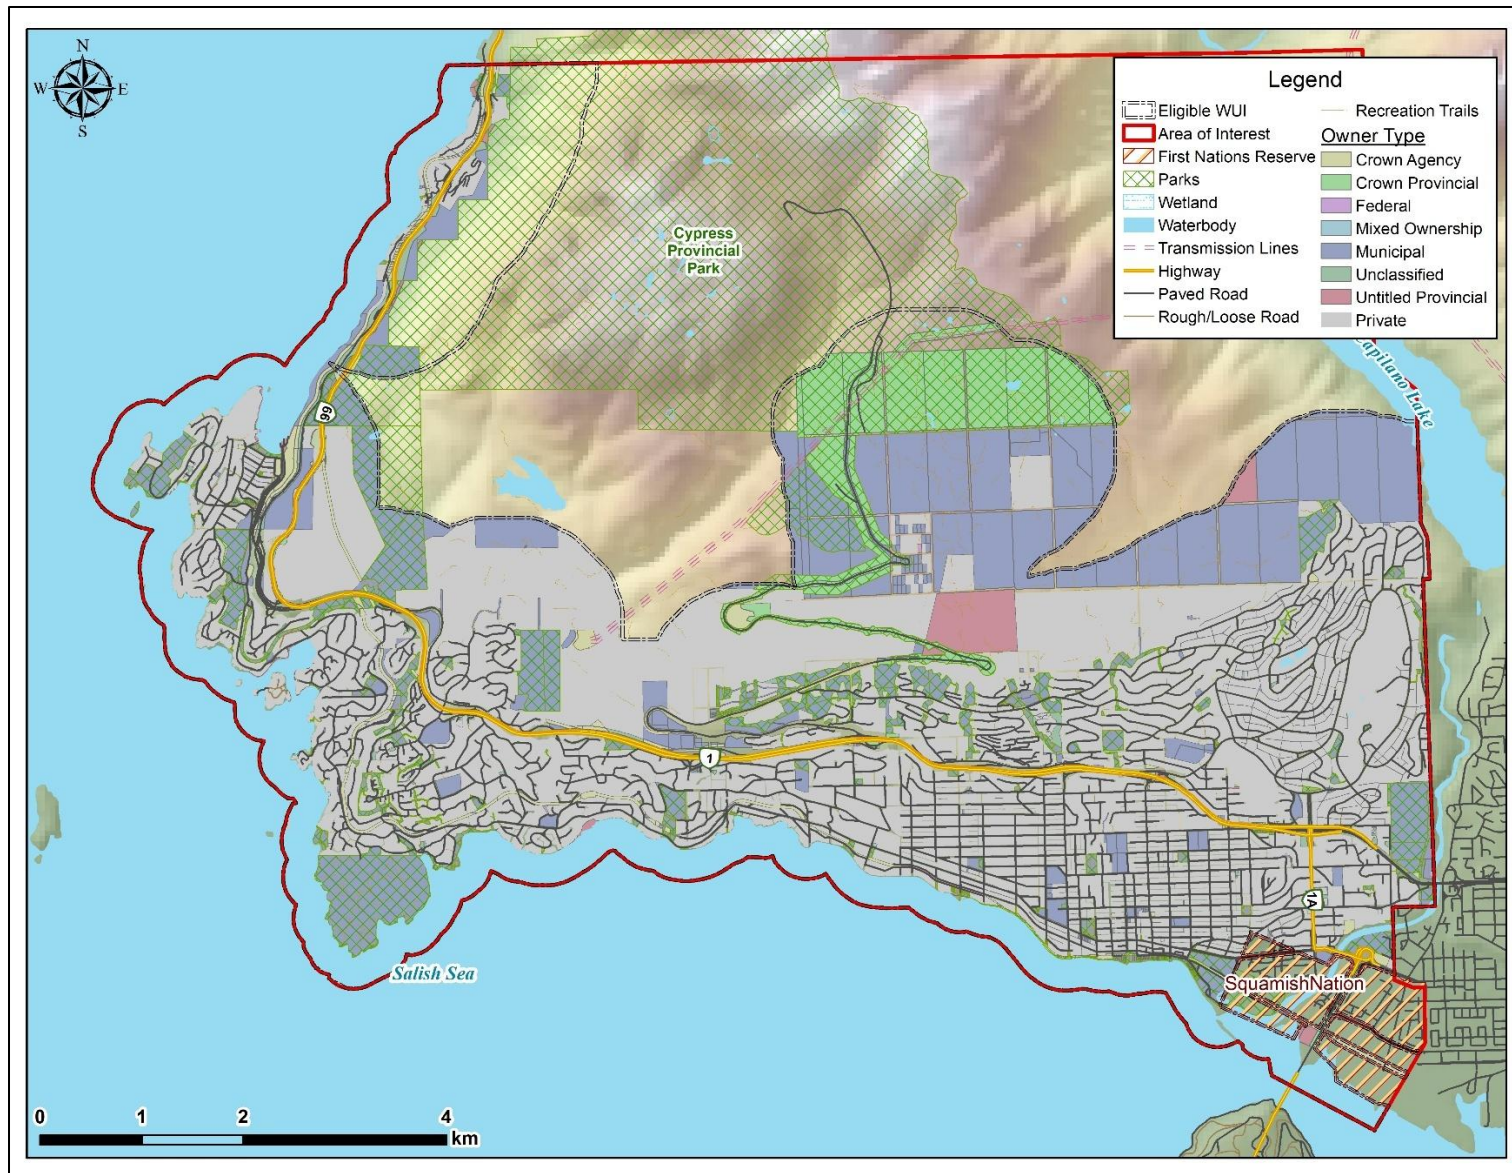 N
W E
S
Legend
Eligible WUI
Area of Interest
First Nations Reserve
Parks
Wetland
Waterbody
Transmission Lines
Highway
Paved Road
Rough/Loose Road
Recreation Trails
Owner Type
Crown Agency
Crown Provincial
Federal
Mixed Ownership
Municipal
Unclassified
Untitled Provincial
Private
Cypress
Provincial
Park
Capilano Lake
99
1
1A
SquamishNation
Salish Sea
0 1 2 4
km